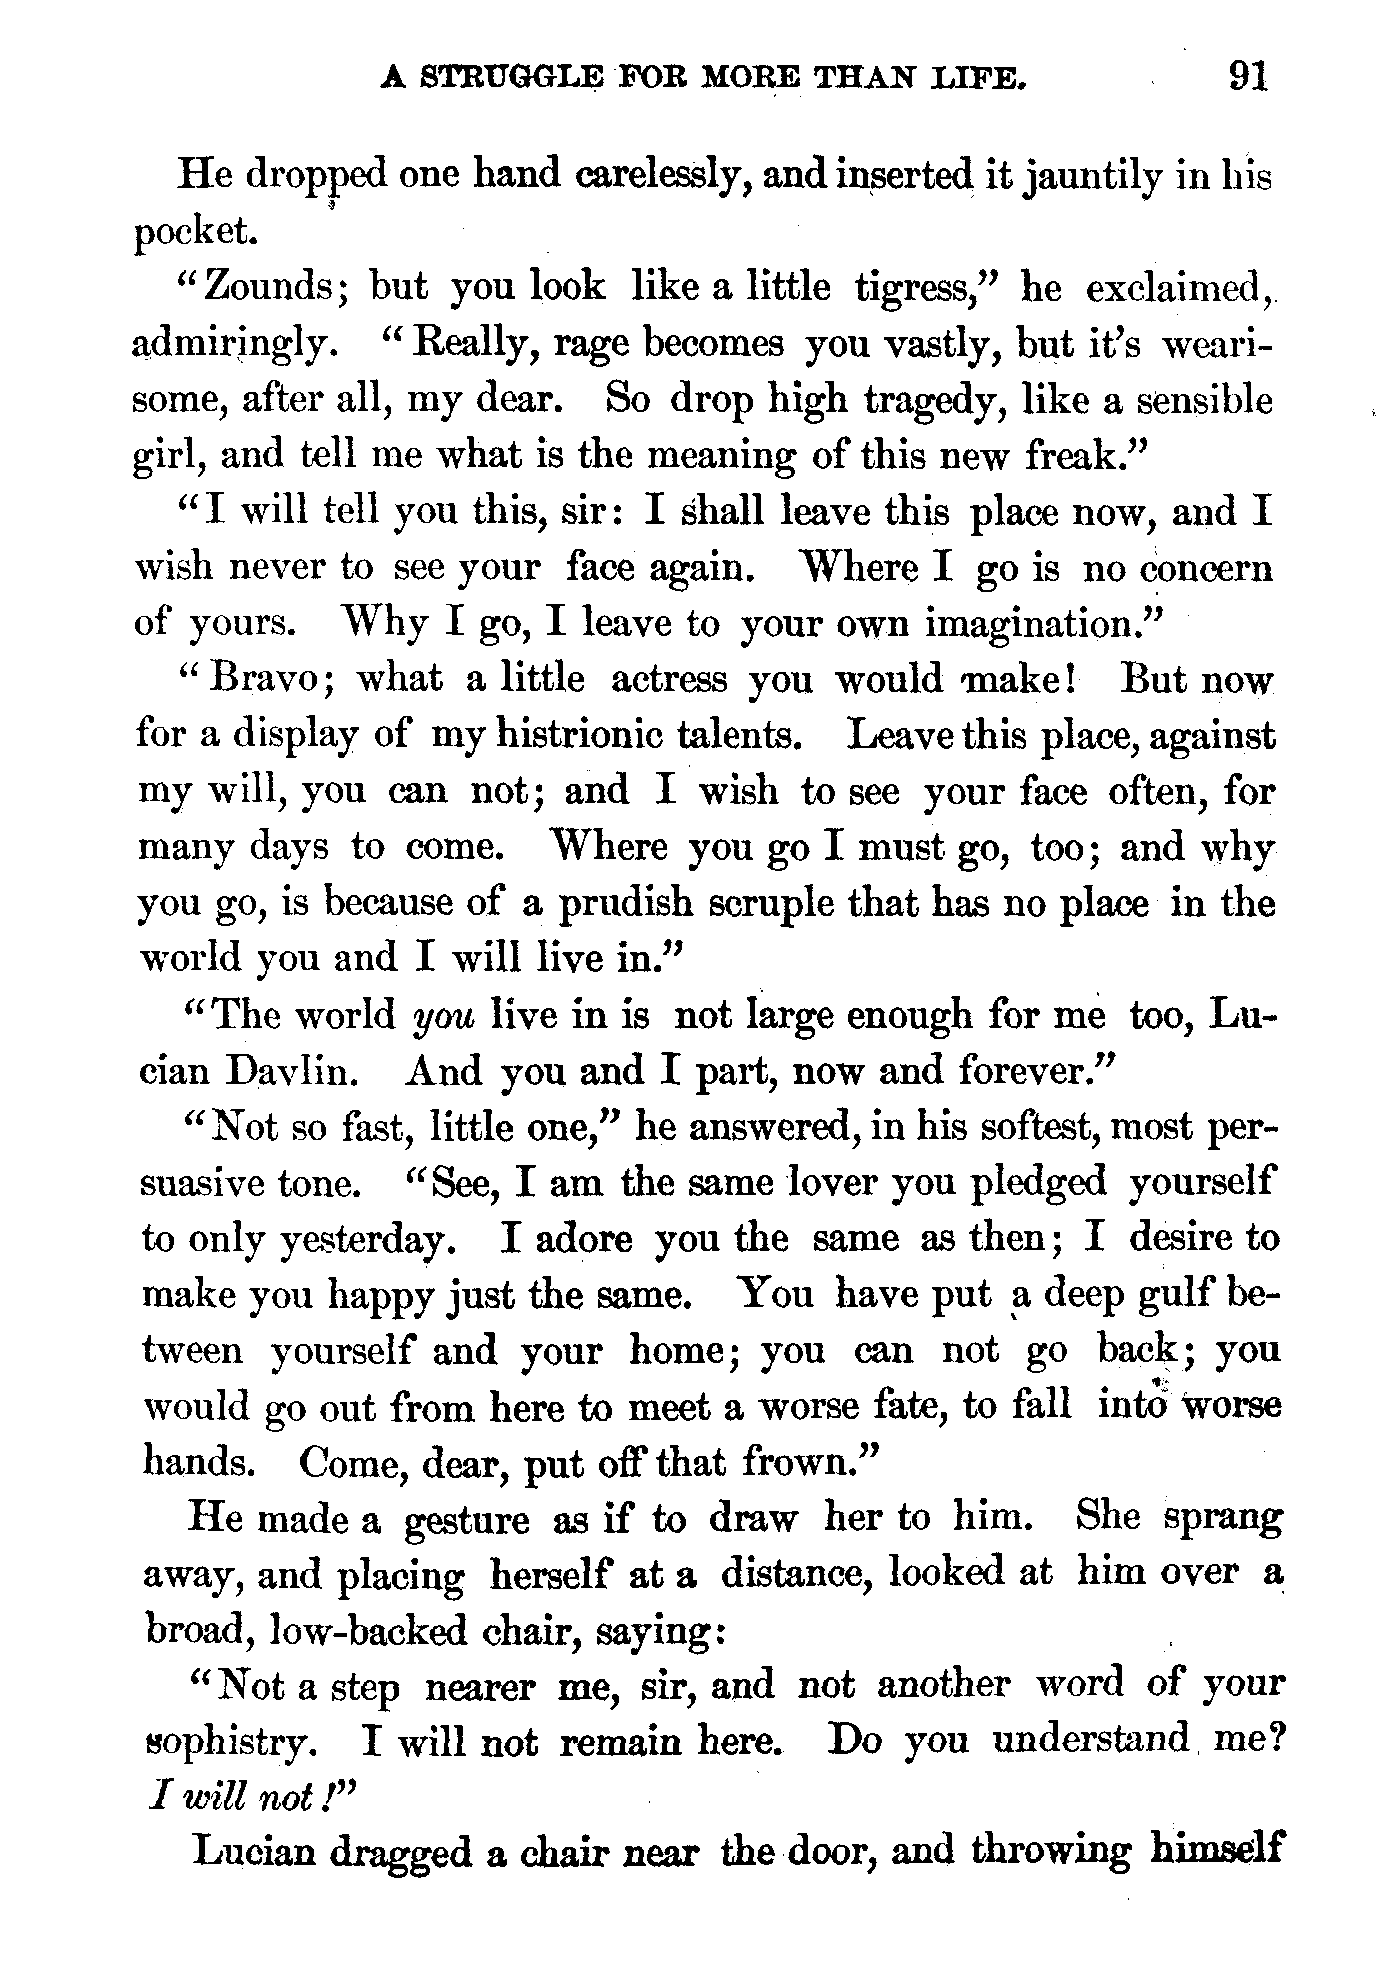 A STRUGGLE FOR MORE THAN LIFE. 91
He dropped one hand carelessly, and inserted it jauntily in his
pocket.
"Zounds; but you look like a little tigress," he exclaimed,
admiringly. "Really, rage becomes you vastly, but it's weari-
some, after all, my dear. So drop high tragedy, like a sensible
girl, and tell me what is the meaning of this new freak."
"I will tell you this, sir: I shall leave this place now, and I
wish never to see your face again. Where I go is no concern
of yours. Why I go, I leave to your own imagination."
"Bravo; what a little actress you would make! But now
for a display of my histrionic talents. Leave this place, against
my will, you can not; and I wish to see your face often, for
many days to come. Where you go I must go, too; and why
you go, is because of a prudish scruple that has no place in the
world you and I will live in."
"The world you live in is not large enough for me too, Lu-
cian Davlin. And you and I part, now and forever."
"Not so fast, little one," he answered, in his softest, most per-
suasive tone. "See, I am the same lover you pledged yourself
to only yesterday. I adore you the same as then; I desire to
make you happy just the same. You have put a deep gulf be-
tween yourself and your home; you can not go back; you
would go out from here to meet a worse fate, to fall into worse
hands. Come, dear, put off that frown."
He made a gesture as if to draw her to him. She sprang
away, and placing herself at a distance, looked at him over a
broad, low-backed chair, saying:
"Not a step nearer me, sir, and not another word of your
sophistry. I will not remain here. Do you understand me?
I will not!"
Lucian dragged a chair near the door, and throwing himself